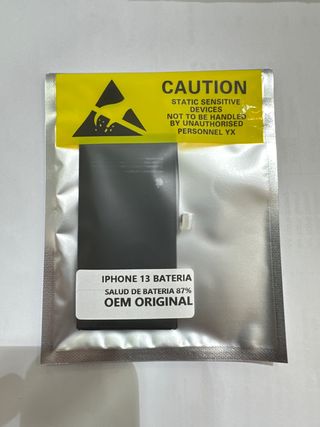 CAUTION
STATIC SENSITIVE
DEVICES
NOT TO BE HANDLED
BY UNAUTHORISED
PERSONNEL YX
IPHONE 13 BATERIA
SALUD DE BATERIA 87%
OEM ORIGINAL